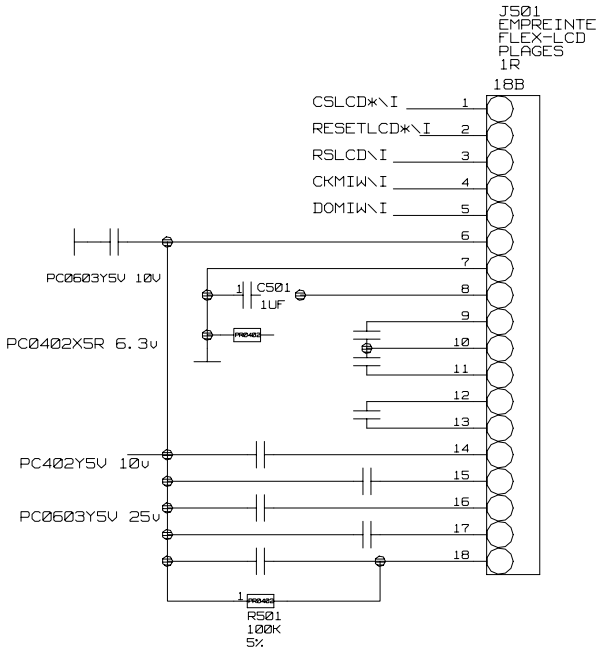 J501
EMPREINTE
FLEX-LCD
PLAGES
1R
18B
CSLCD*\I 1
RESETLCD*\I 2
RSLCD\I 3
CKMIW\I 4
DOMIW\I 5
6
7
PC0603Y5V 10V
1 C501 8
1UF
9
PR0402
PC0402X5R 6.3v 10
11
12
13
14
PC402Y5V 10v
15
16
PC0603Y5V 25v
17
18
1 PR0402
R501
100K
5%